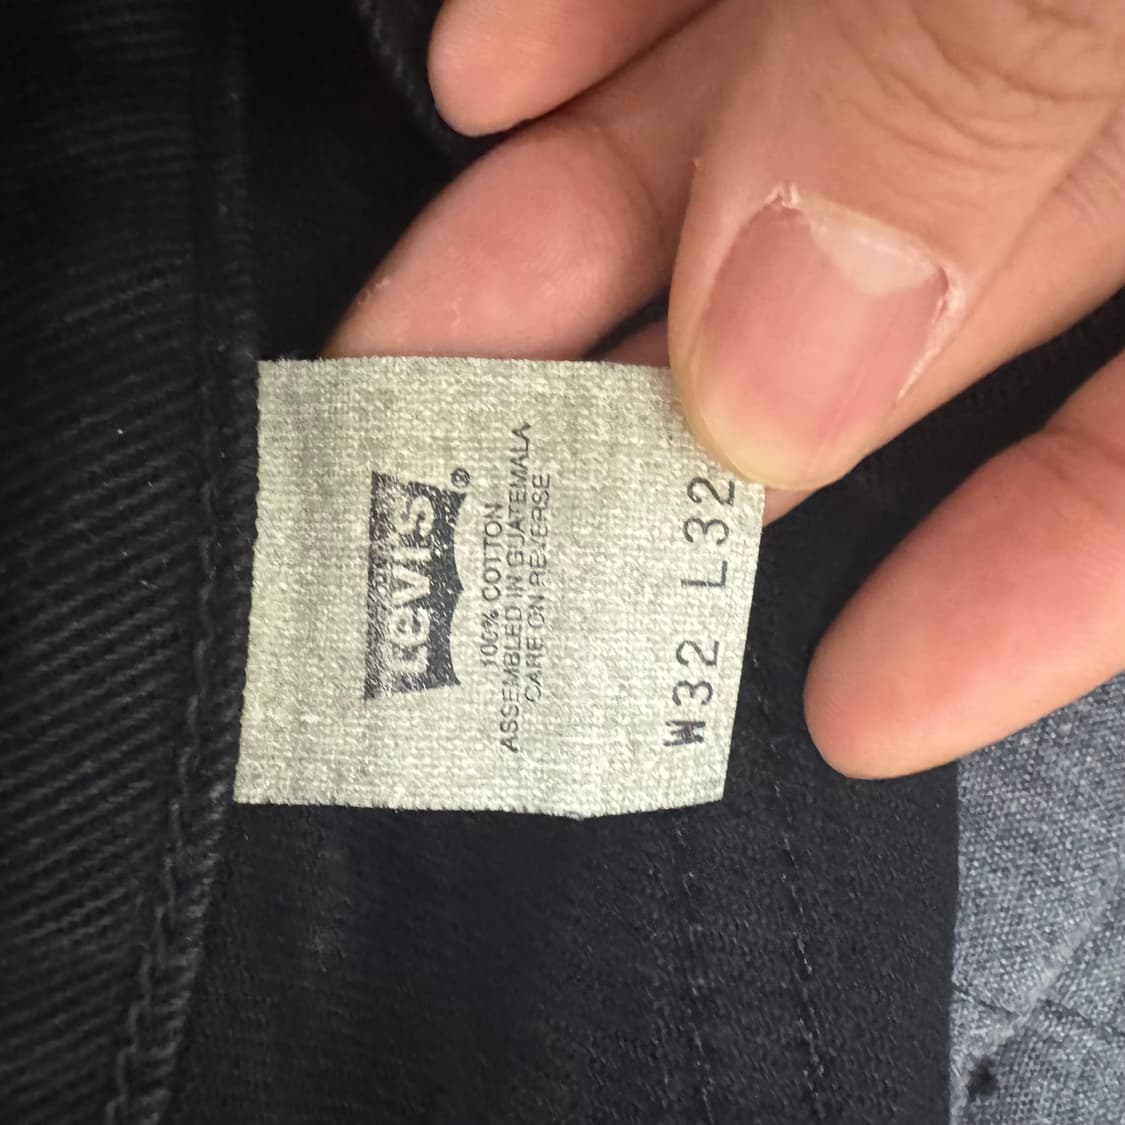 Levi's®
100% COTTON
ASSEMBLED IN GUATEMALA
CARE ON REVERSE
W32 L32